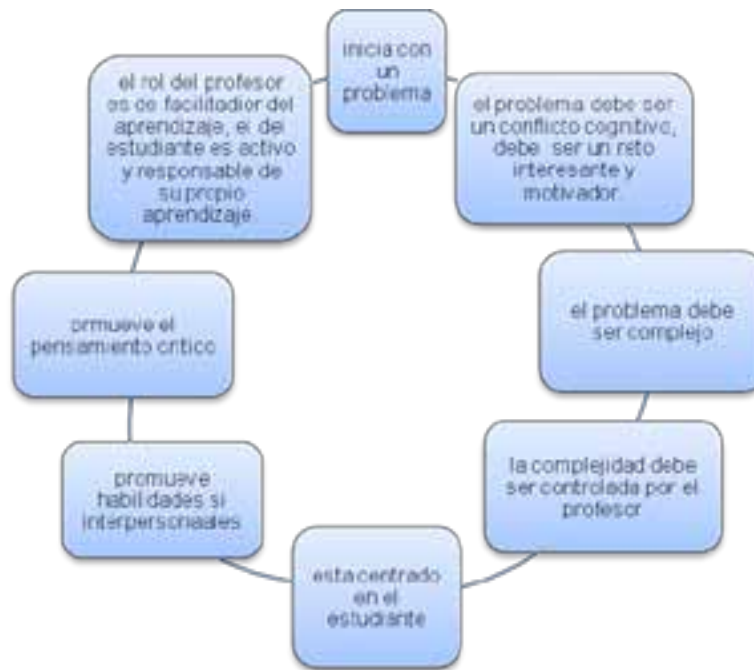 inicia con
un
problema
el problema debe ser
un conflicto cognitivo,
debe ser un reto
interesante y
motivador.
el problema debe
ser complejo
la complejidad debe
ser controlada por el
profesor
esta centrado
en el
estudiante
promueve
habilidades si
interpersonaales
ormueve el
pensamiento critico
el rol del profesor
es de facilitadior del
aprendizaje, el del
estudiante es activo
y responsable de
su propio
aprendizaje